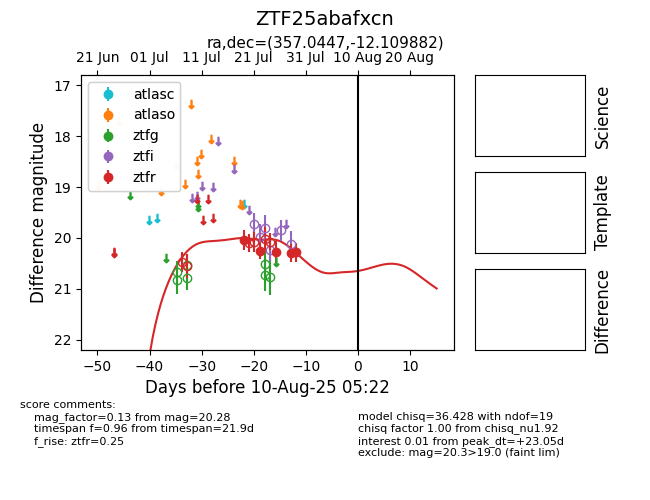 ZTF25abafxcn
ra,dec=(357.0447,-12.109882)
21 Jun 01 Jul 11 Jul 21 Jul 31 Jul 10 Aug 20 Aug
17
18
19
20
21
22
Difference magnitude
atlasc
atlaso
ztfg
ztfi
ztfr
−50 −40 −30 −20 −10 0 10
Days before 10-Aug-25 05:22
Science
Template
Difference
score comments:
mag_factor=0.13 from mag=20.28
timespan f=0.96 from timespan=21.9d
f_rise: ztfr=0.25
model chisq=36.428 with ndof=19
chisq factor 1.00 from chisq_nu1.92
interest 0.01 from peak_dt=+23.05d
exclude: mag=20.3>19.0 (faint lim)